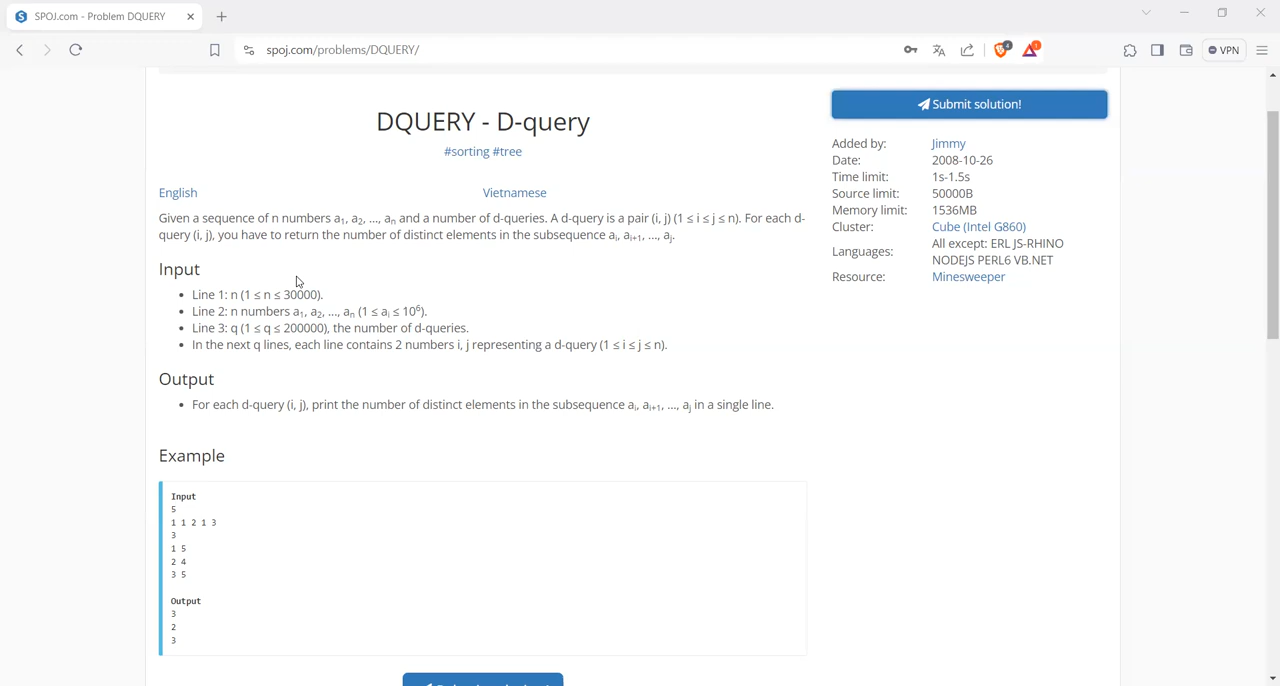 SPOJ.com - Problem DQUERY
spoj.com/problems/DQUERY/
4
1
VPN
DQUERY - D-query
#sorting #tree
English Vietnamese
Given a sequence of n numbers a1, a2, ..., an and a number of d-queries. A d-query is a pair (i, j) (1 ≤ i ≤ j ≤ n). For each d-
query (i, j), you have to return the number of distinct elements in the subsequence ai, ai+1, ..., aj.
Input
• Line 1: n (1 ≤ n ≤ 30000).
• Line 2: n numbers a1, a2, ..., an (1 ≤ ai ≤ 10⁶).
• Line 3: q (1 ≤ q ≤ 200000), the number of d-queries.
• In the next q lines, each line contains 2 numbers i, j representing a d-query (1 ≤ i ≤ j ≤ n).
Output
• For each d-query (i, j), print the number of distinct elements in the subsequence ai, ai+1, ..., aj in a single line.
Example
Input
5
1 1 2 1 3
3
1 5
2 4
3 5
Output
3
2
3
Submit solution!
Added by: Jimmy
Date: 2008-10-26
Time limit: 1s-1.5s
Source limit: 50000B
Memory limit: 1536MB
Cluster: Cube (Intel G860)
Languages: All except: ERL JS-RHINO
NODEJS PERL6 VB.NET
Resource: Minesweeper